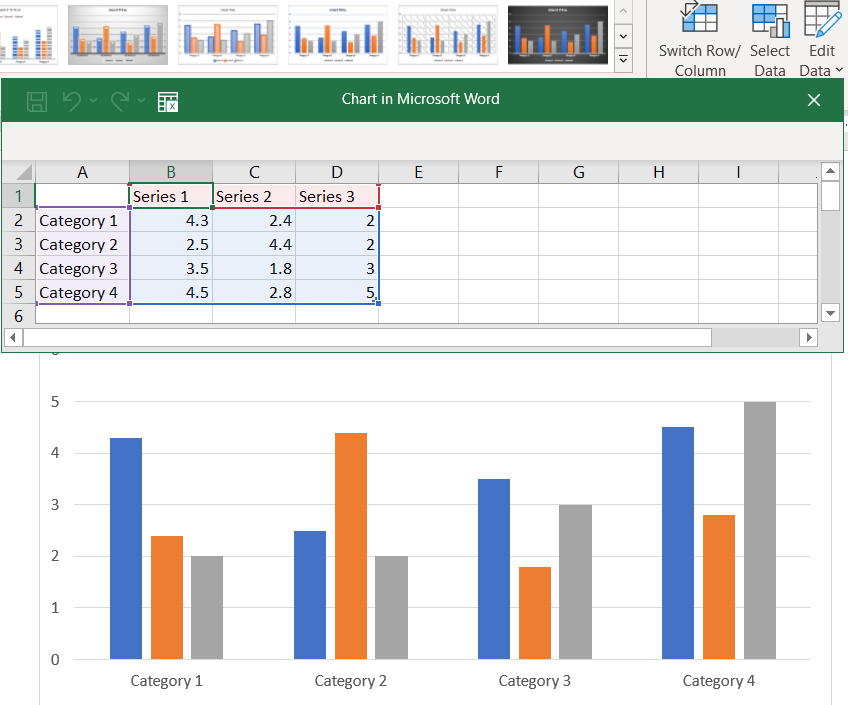 Switch Row/ Select Edit
Column Data Data
Chart in Microsoft Word
A B C D E F G H I
1 Series 1 Series 2 Series 3
2 Category 1 4.3 2.4 2
3 Category 2 2.5 4.4 2
4 Category 3 3.5 1.8 3
5 Category 4 4.5 2.8 5
6
5
4
3
2
1
0
Category 1 Category 2 Category 3 Category 4